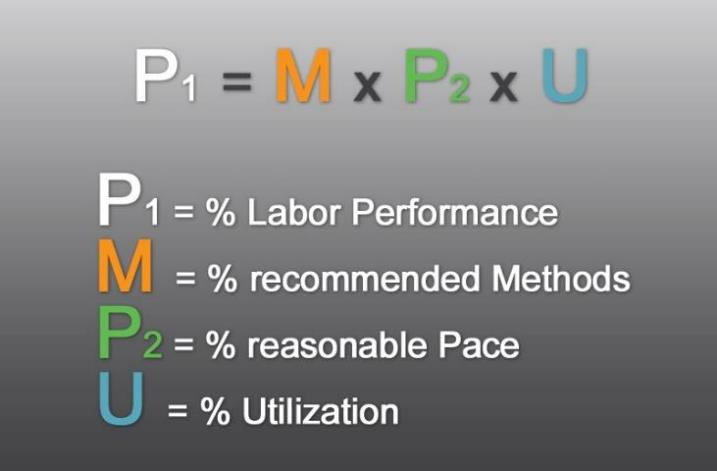 P₁ = M x P₂ x U
P₁ = % Labor Performance
M = % recommended Methods
P₂ = % reasonable Pace
U = % Utilization